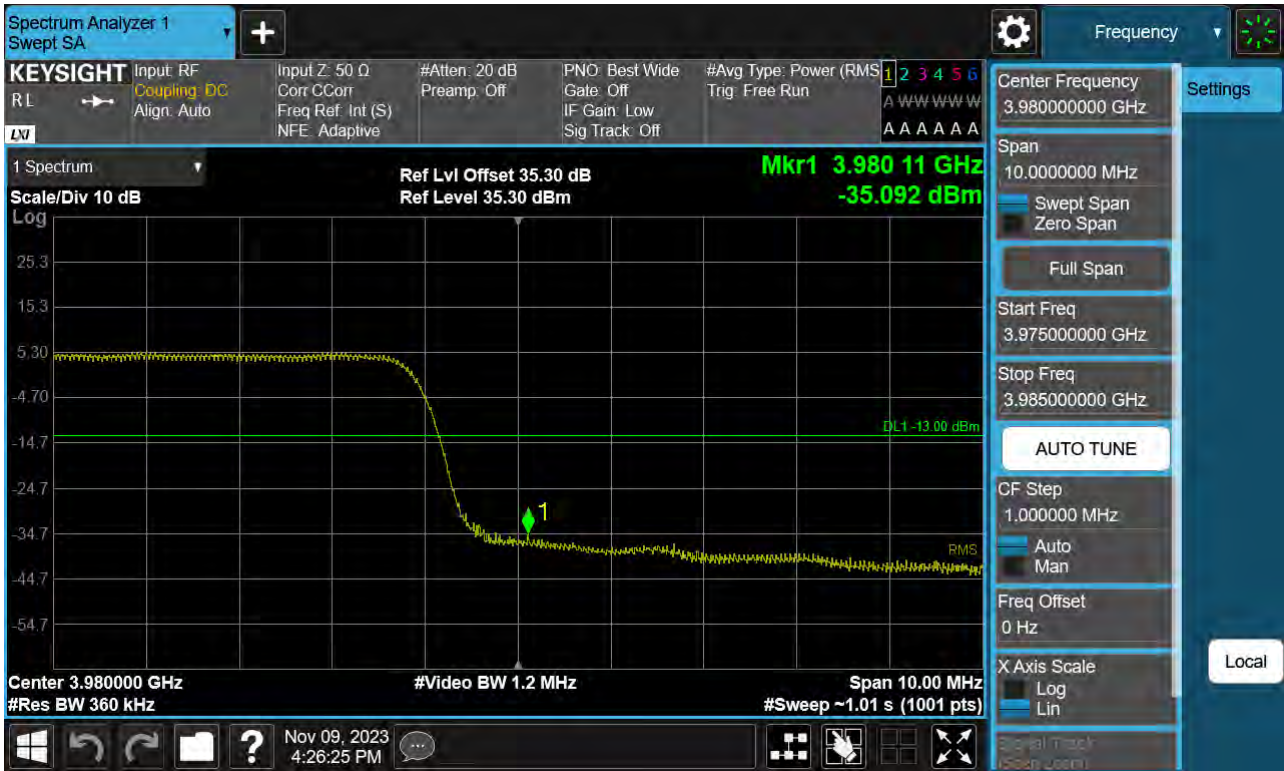 Spectrum Analyzer 1
Swept SA
+
Frequency
KEYSIGHT
RL
LXI
Input: RF
Coupling: DC
Align: Auto
Input Z: 50 Ω
Corr CCorr
Freq Ref: Int (S)
NFE: Adaptive
#Atten: 20 dB
Preamp: Off
PNO: Best Wide
Gate: Off
IF Gain: Low
Sig Track: Off
#Avg Type: Power (RMS
Trig: Free Run
1 2 3 4 5 6
A W W W W W
A A A A A A
1 Spectrum
Scale/Div 10 dB
Log
Ref Lvl Offset 35.30 dB
Ref Level 35.30 dBm
Mkr1 3.980 11 GHz
-35.092 dBm
25.3
15.3
5.30
-4.70
-14.7
-24.7
-34.7
-44.7
-54.7
DL1 -13.00 dBm
1
RMS
Center 3.980000 GHz
#Res BW 360 kHz
#Video BW 1.2 MHz
Span 10.00 MHz
#Sweep ~1.01 s (1001 pts)
Center Frequency
3.980000000 GHz
Settings
Span
10.0000000 MHz
Swept Span
Zero Span
Full Span
Start Freq
3.975000000 GHz
Stop Freq
3.985000000 GHz
AUTO TUNE
CF Step
1.000000 MHz
Auto
Man
Freq Offset
0 Hz
X Axis Scale
Log
Lin
Signal Track
(Span Zoom)
Local
?
Nov 09, 2023
4:26:25 PM